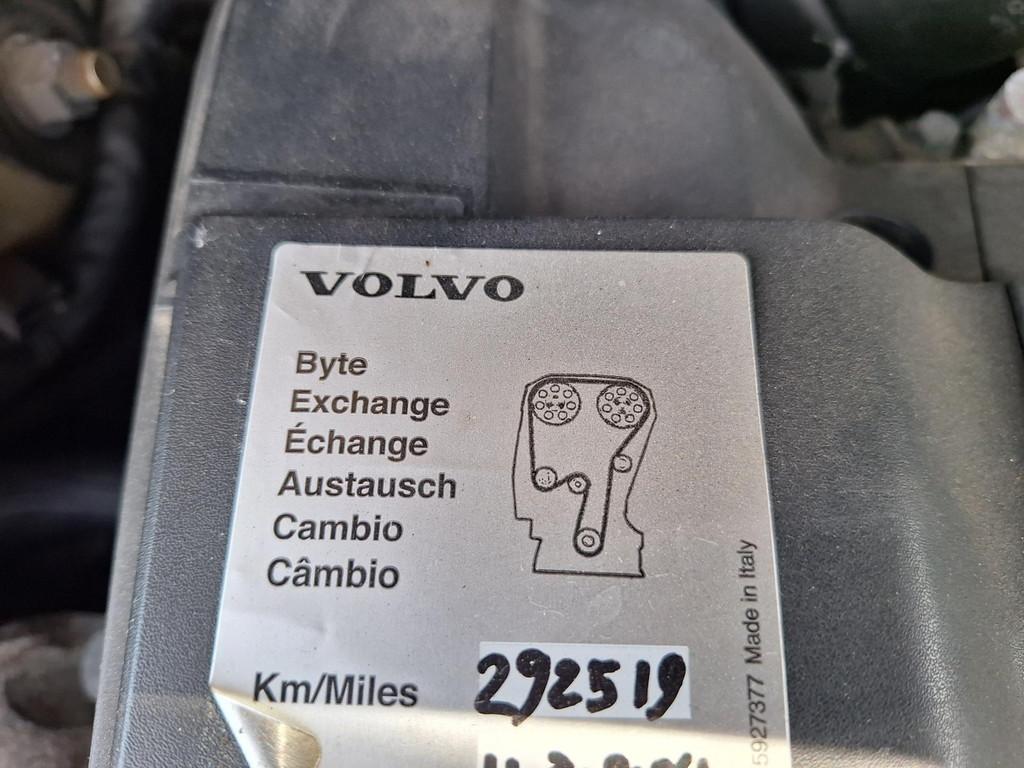 VOLVO
Byte
Exchange
Échange
Austausch
Cambio
Câmbio
Km/Miles 292519
5927377 Made in Italy